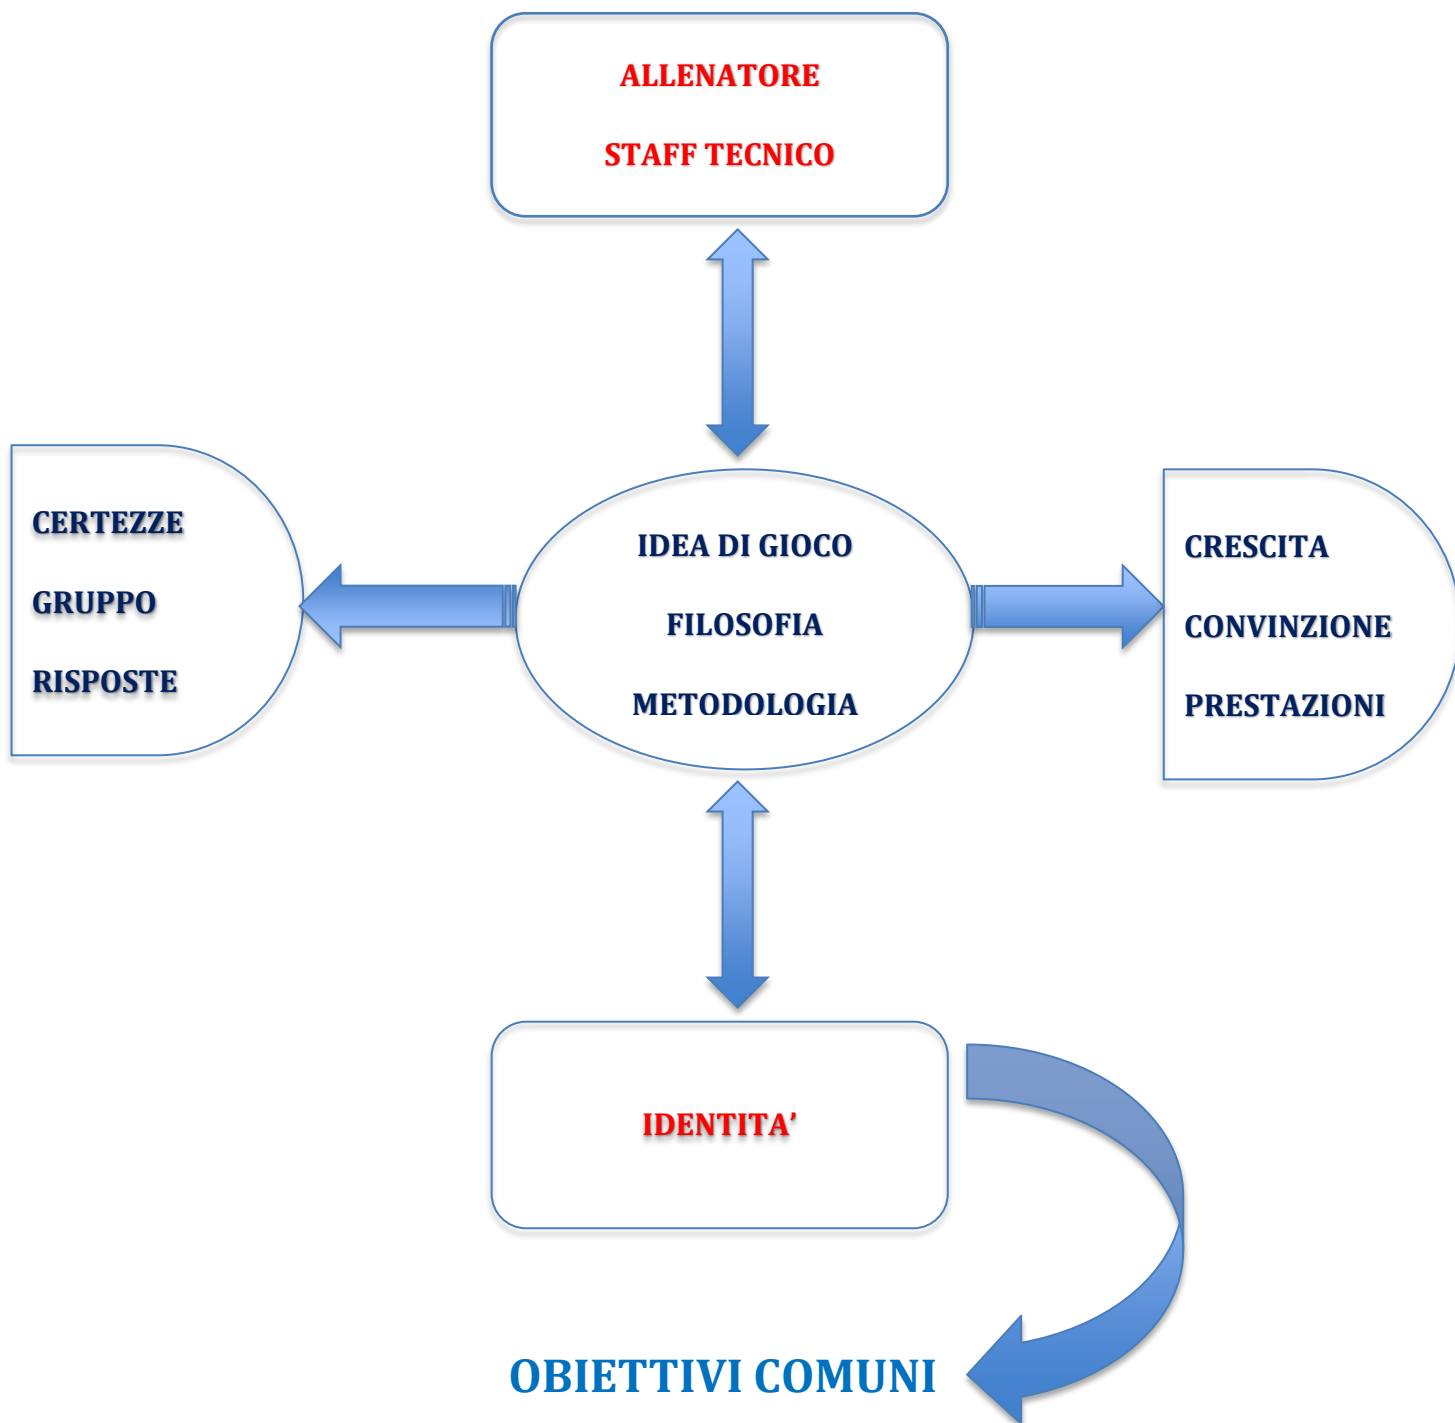 ALLENATORE
STAFF TECNICO
CERTEZZE
GRUPPO
RISPOSTE
IDEA DI GIOCO
FILOSOFIA
METODOLOGIA
CRESCITA
CONVINZIONE
PRESTAZIONI
IDENTITA’
OBIETTIVI COMUNI